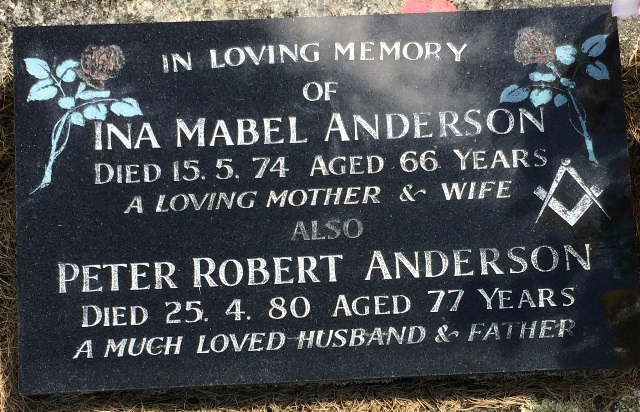 IN LOVING MEMORY
OF
INA MABEL ANDERSON
DIED 15. 5. 74 AGED 66 YEARS
A LOVING MOTHER & WIFE
ALSO
PETER ROBERT ANDERSON
DIED 25. 4. 80 AGED 77 YEARS
A MUCH LOVED HUSBAND & FATHER